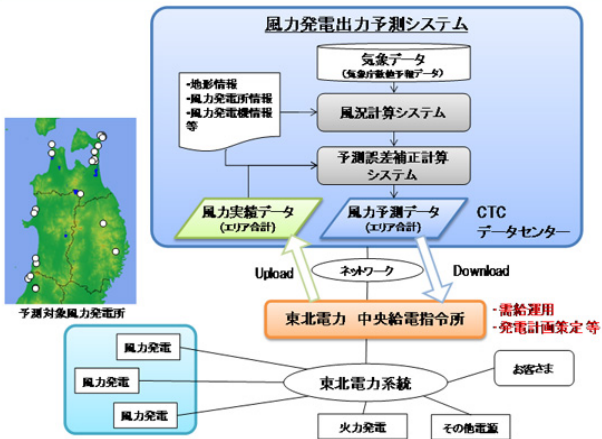 風力発電出力予測システム
気象データ
(気象庁数値予報データ)
・地形情報
・風力発電所情報
・風力発電機情報
等
風況計算システム
予測誤差補正計算
システム
風力実績データ
(エリア合計)
風力予測データ
(エリア合計)
CTC
データセンター
Upload
ネットワーク
Download
予測対象風力発電所
東北電力 中央給電指令所
・需給運用
・発電計画策定 等
風力発電
風力発電
風力発電
東北電力系統
お客さま
火力発電
その他電源